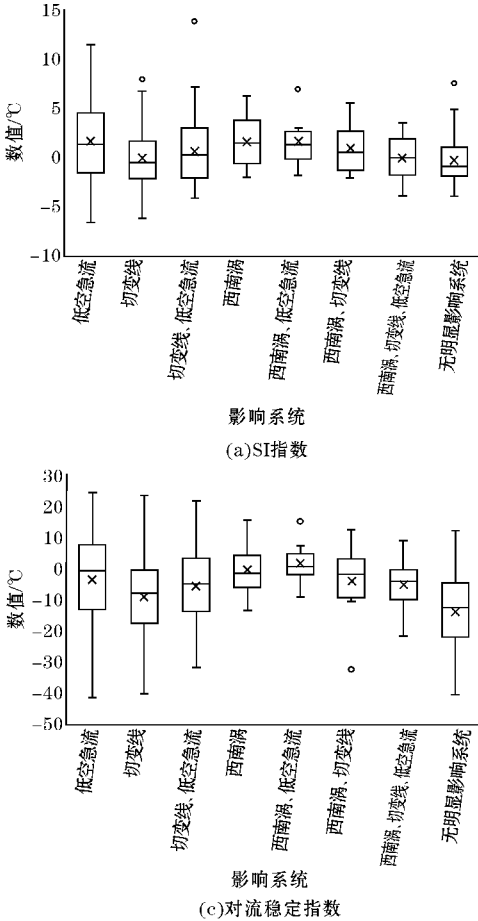 15
10
5
0
-5
-10
数值/℃
低空急流
切变线
切变线、低空急流
西南涡
西南涡、低空急流
西南涡、切变线
西南涡、切变线、低空急流
无明显影响系统
影响系统
(a)SI指数
30
20
10
0
-10
-20
-30
-40
-50
数值/℃
低空急流
切变线
切变线、低空急流
西南涡
西南涡、低空急流
西南涡、切变线
西南涡、切变线、低空急流
无明显影响系统
影响系统
(c)对流稳定指数